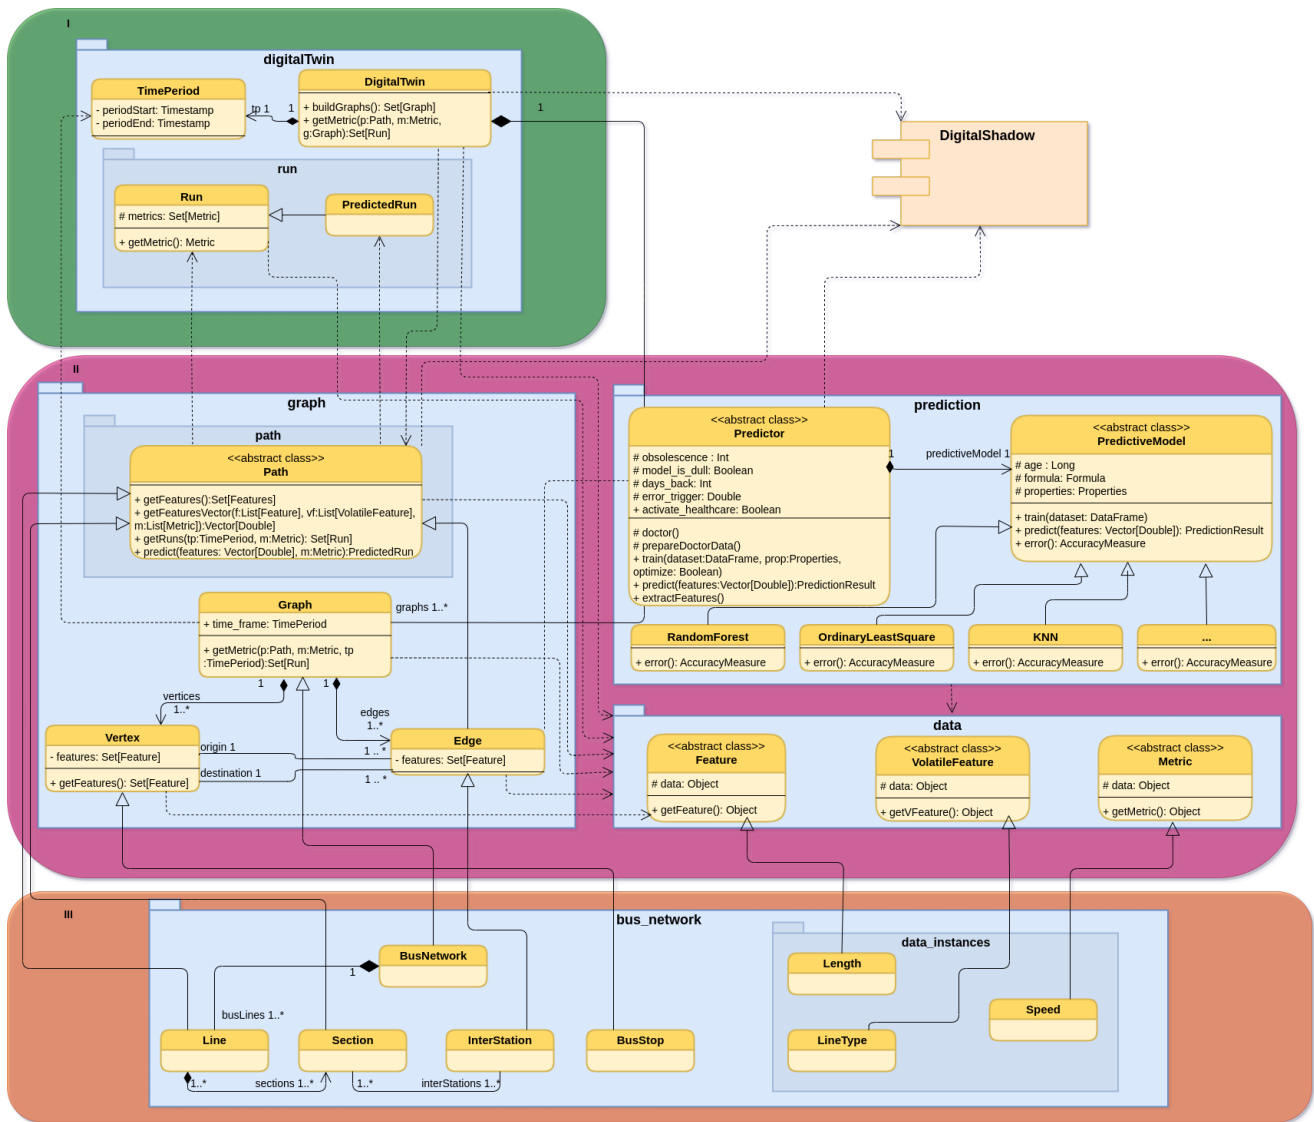 I
digitalTwin
TimePeriod
- periodStart: Timestamp
- periodEnd: Timestamp
tp 1
1
DigitalTwin
+ buildGraphs(): Set[Graph]
+ getMetric(p:Path, m:Metric,
g:Graph):Set[Run]
1
DigitalShadow
run
Run
# metrics: Set[Metric]
+ getMetric(): Metric
PredictedRun
II
graph
path
<<abstract class>>
Path
+ getFeatures():Set[Features]
+ getFeaturesVector(f:List[Feature], vf:List[VolatileFeature],
m:List[Metric]):Vector[Double]
+ getRuns(tp:TimePeriod, m:Metric): Set[Run]
+ predict(features: Vector[Double], m:Metric):PredictedRun
Graph
+ time_frame: TimePeriod
+ getMetric(p:Path, m:Metric, tp
:TimePeriod):Set[Run]
graphs 1..*
1
1
vertices
1..*
edges
1..*
Vertex
- features: Set[Feature]
+ getFeatures(): Set[Feature]
origin 1
1 .. *
destination 1
1 .. *
Edge
- features: Set[Feature]
prediction
<<abstract class>>
Predictor
# obsolescence : Int
# model_is_dull: Boolean
# days_back: Int
# error_trigger: Double
# activate_healthcare: Boolean
# doctor()
# prepareDoctorData()
+ train(dataset:DataFrame, prop:Properties,
optimize: Boolean)
+ predict(features:Vector[Double]):PredictionResult
+ extractFeatures()
1
predictiveModel 1
<<abstract class>>
PredictiveModel
# age : Long
# formula: Formula
# properties: Properties
+ train(dataset: DataFrame)
+ predict(features: Vector[Double]): PredictionResult
+ error(): AccuracyMeasure
RandomForest
+ error(): AccuracyMeasure
OrdinaryLeastSquare
+ error(): AccuracyMeasure
KNN
+ error(): AccuracyMeasure
...
+ error(): AccuracyMeasure
data
<<abstract class>>
Feature
# data: Object
+ getFeature(): Object
<<abstract class>>
VolatileFeature
# data: Object
+ getVFeature(): Object
<<abstract class>>
Metric
# data: Object
+ getMetric(): Object
III
bus_network
BusNetwork
1
busLines 1..*
Line
Section
InterStation
BusStop
1..*
sections 1..*
1..*
interStations 1..*
data_instances
Length
LineType
Speed